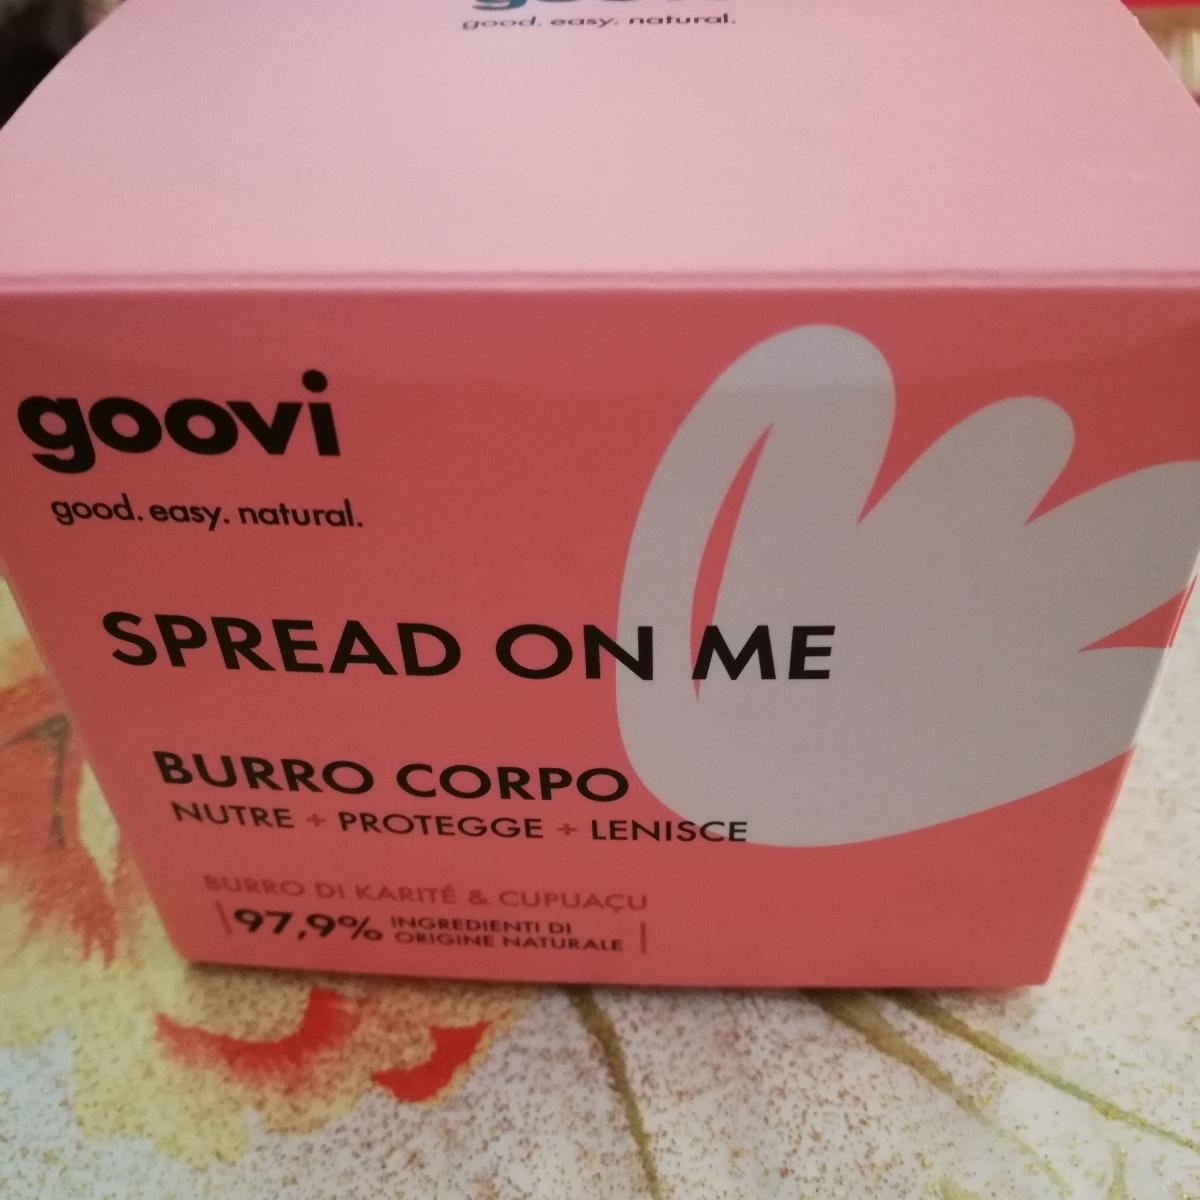 goovi
good. easy. natural.
goovi
good. easy. natural.
SPREAD ON ME
BURRO CORPO
NUTRE + PROTEGGE + LENISCE
BURRO DI KARITÉ & CUPUAÇU
97,9% INGREDIENTI DI
ORIGINE NATURALE